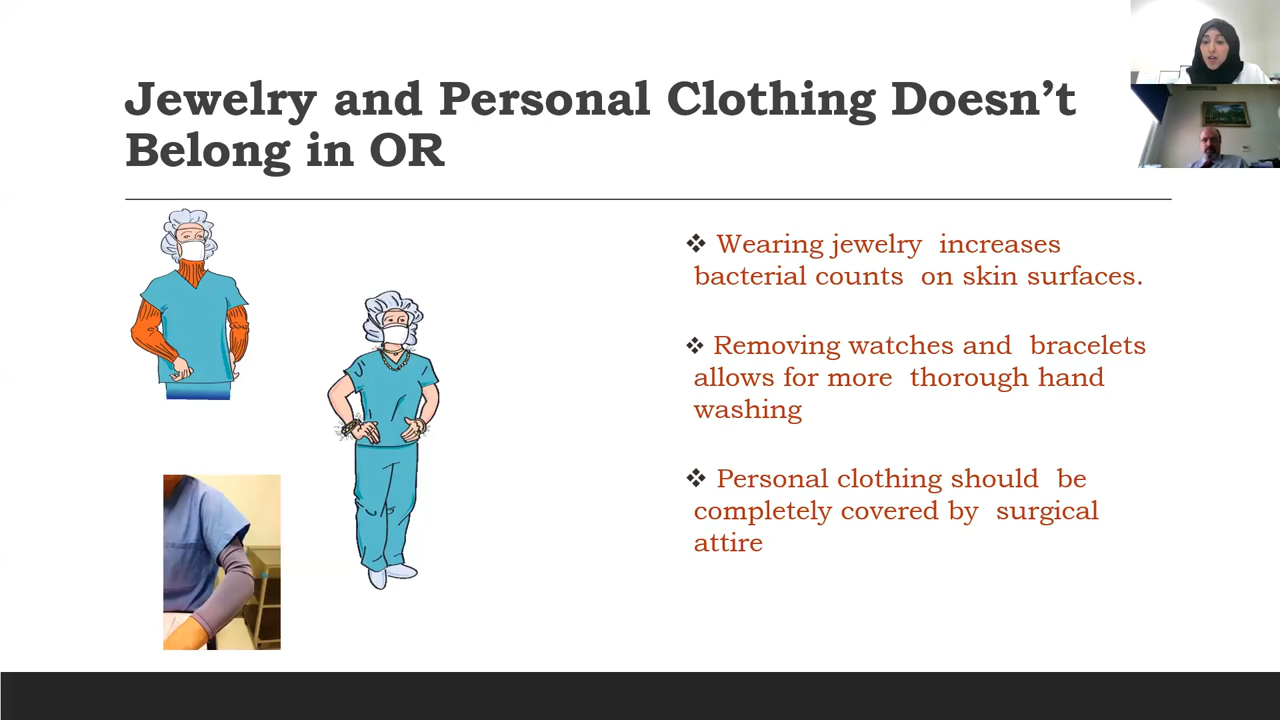 Jewelry and Personal Clothing Doesn’t
Belong in OR
❖ Wearing jewelry increases
bacterial counts on skin surfaces.
❖ Removing watches and bracelets
allows for more thorough hand
washing
❖ Personal clothing should be
completely covered by surgical
attire